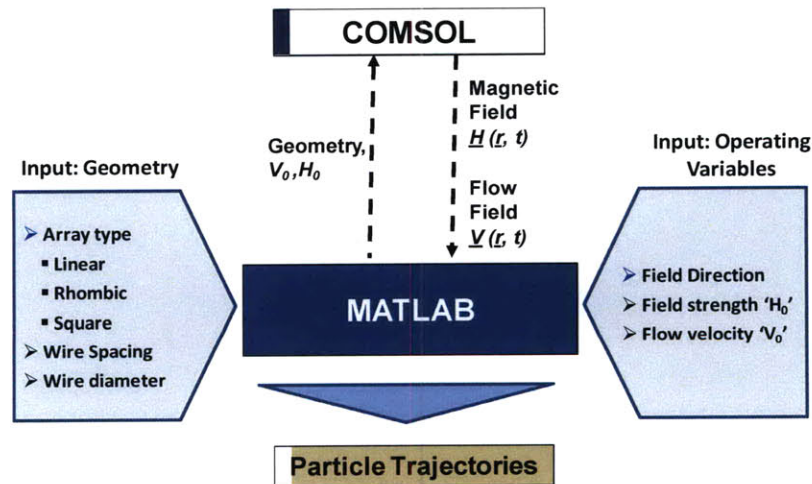 COMSOL
Magnetic
Field
H (r, t)
Geometry,
V₀,H₀
Flow
Field
V (r, t)
Input: Geometry
➢ Array type
▪ Linear
▪ Rhombic
▪ Square
➢ Wire Spacing
➢ Wire diameter
MATLAB
Input: Operating
Variables
➢ Field Direction
➢ Field strength ‘H₀’
➢ Flow velocity ‘V₀’
Particle Trajectories